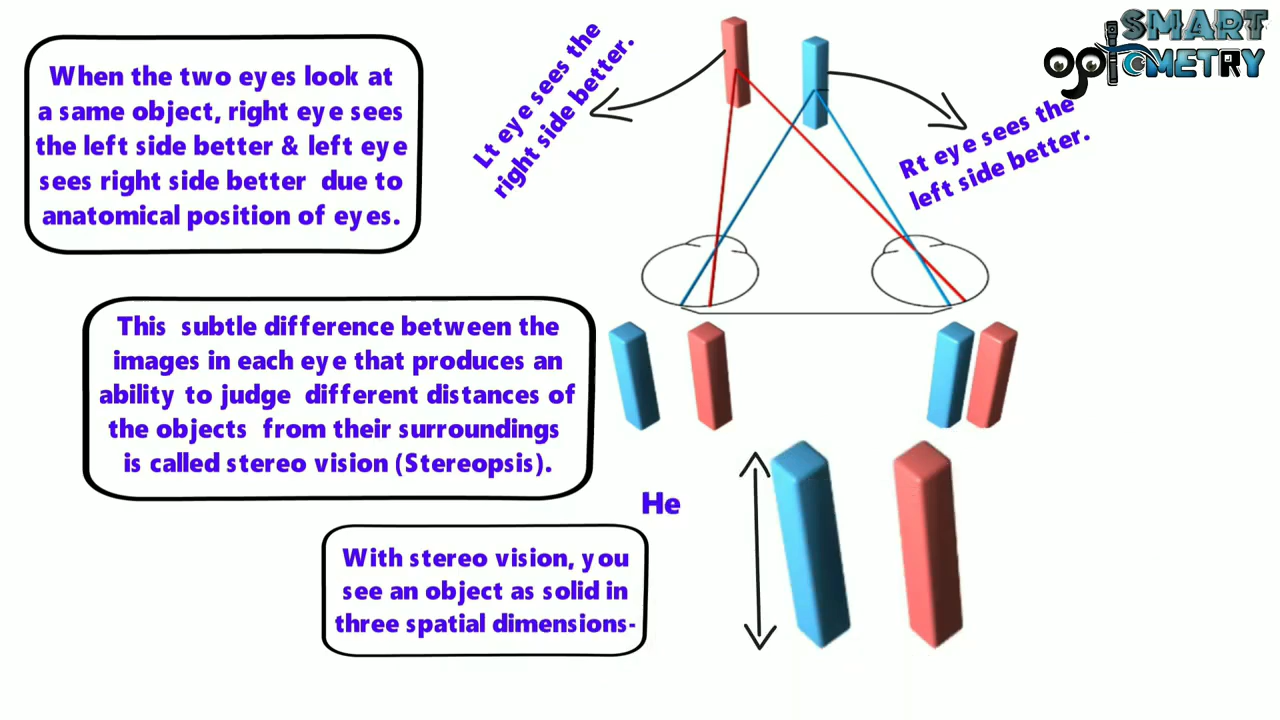 When the two eyes look at
a same object, right eye sees
the left side better & left eye
sees right side better due to
anatomical position of eyes.
Lt eye sees the
right side better.
Rt eye sees the
left side better.
SMART
OPTOMETRY
This subtle difference between the
images in each eye that produces an
ability to judge different distances of
the objects from their surroundings
is called stereo vision (Stereopsis).
He
With stereo vision, you
see an object as solid in
three spatial dimensions-